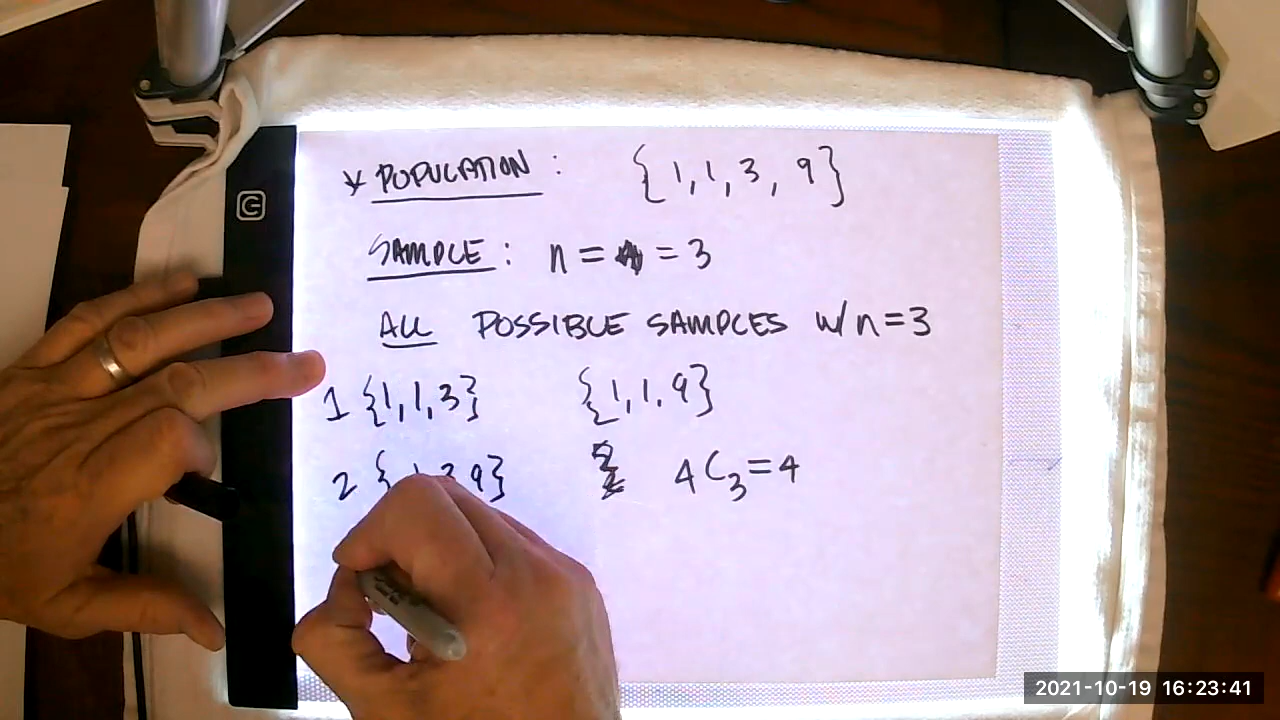 * POPULATION : { 1, 1, 3, 9 }
SAMPLE : n = = 3
ALL POSSIBLE SAMPLES w/ n = 3
1 {1, 1, 3} {1, 1, 9}
2 { 9} 4C3 = 4
2021-10-19 16:23:41